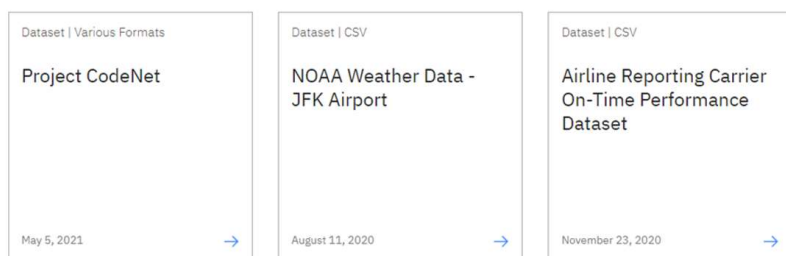 Dataset | Various Formats
Project CodeNet
May 5, 2021
Dataset | CSV
NOAA Weather Data -
JFK Airport
August 11, 2020
Dataset | CSV
Airline Reporting Carrier
On-Time Performance
Dataset
November 23, 2020